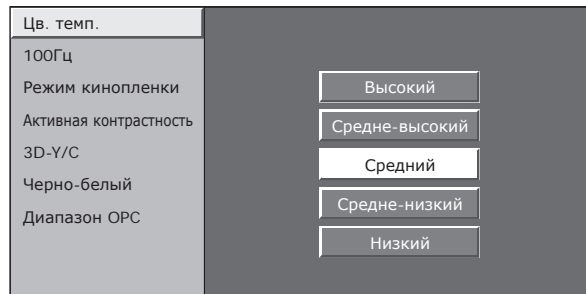 Цв. темп.
100Гц
Режим кинопленки
Активная контрастность
3D-Y/C
Черно-белый
Диапазон OPC
Высокий
Средне-высокий
Средний
Средне-низкий
Низкий